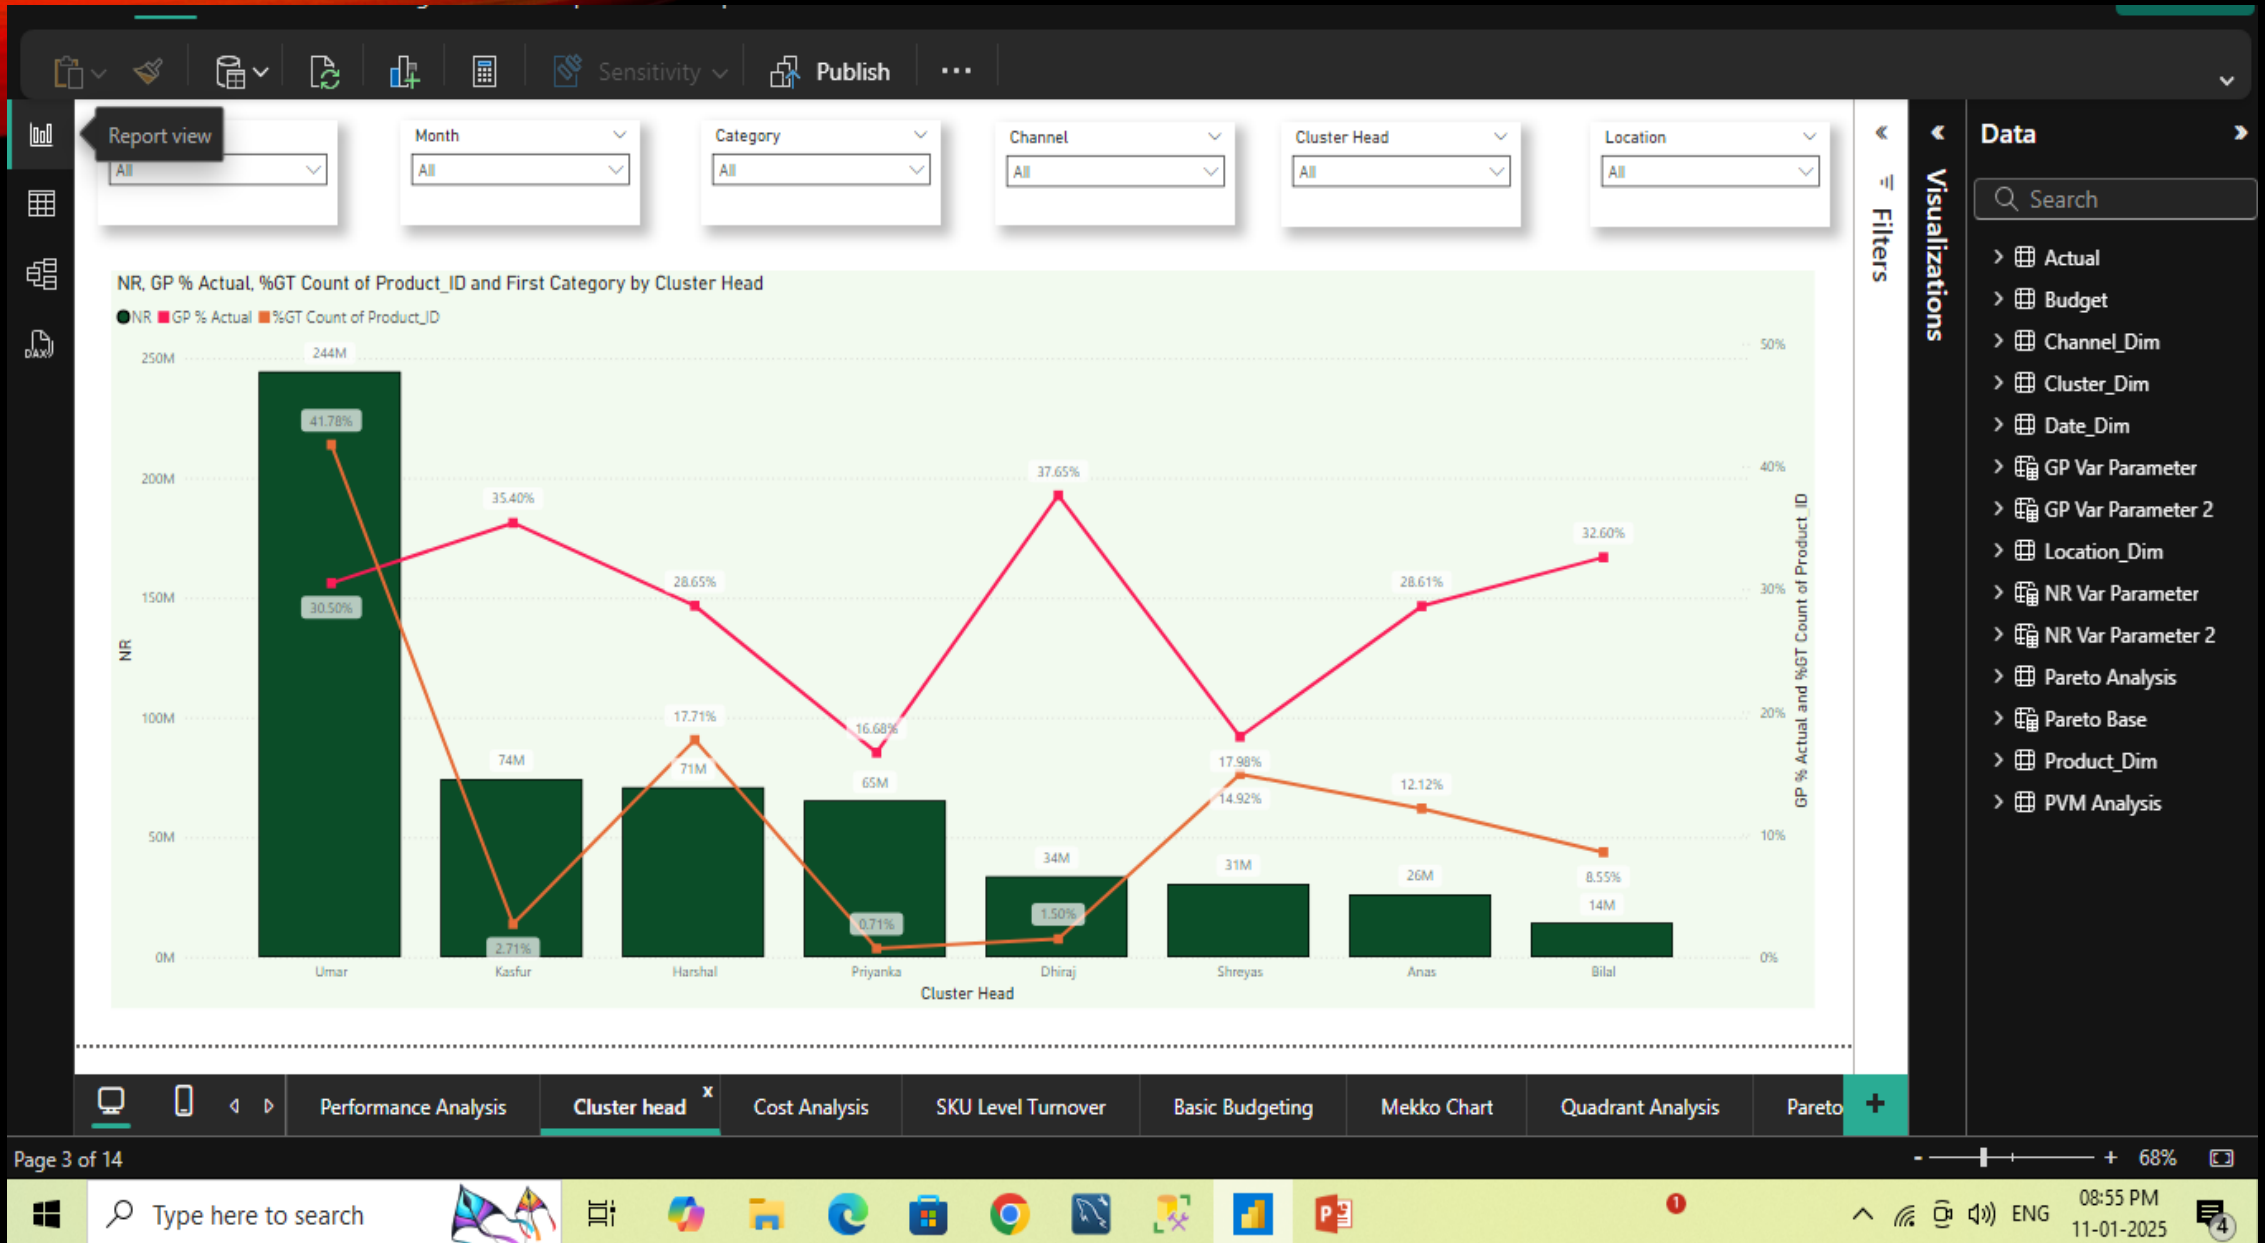 Sensitivity
Publish
Report view
All
Month
All
Category
All
Channel
All
Cluster Head
All
Location
All
Filters
Visualizations
Data
Search
Actual
Budget
Channel_Dim
Cluster_Dim
Date_Dim
GP Var Parameter
GP Var Parameter 2
Location_Dim
NR Var Parameter
NR Var Parameter 2
Pareto Analysis
Pareto Base
Product_Dim
PVM Analysis
NR, GP % Actual, %GT Count of Product_ID and First Category by Cluster Head
NR GP % Actual %GT Count of Product_ID
250M
200M
150M
100M
50M
0M
NR
244M
41.78%
30.50%
35.40%
74M
2.71%
28.65%
17.71%
71M
16.68%
65M
0.71%
37.65%
34M
1.50%
17.98%
14.92%
31M
28.61%
12.12%
26M
32.60%
8.55%
14M
50%
40%
30%
20%
10%
0%
GP % Actual and %GT Count of Product_ID
Umar Kasfur Harshal Priyanka Dhiraj Shreyas Anas Bilal
Cluster Head
Performance Analysis
Cluster head x
Cost Analysis
SKU Level Turnover
Basic Budgeting
Mekko Chart
Quadrant Analysis
Pareto
+
Page 3 of 14
- + 68%
Type here to search
1
ENG
08:55 PM
11-01-2025
4
DAX